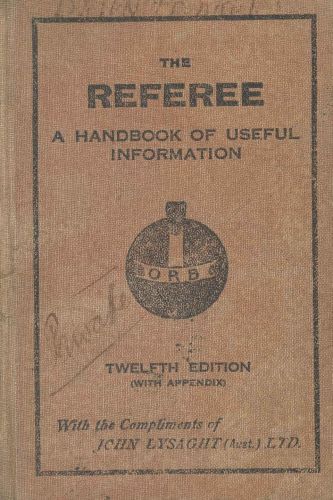 THE
REFEREE
A HANDBOOK OF USEFUL
INFORMATION
ORB
TWELFTH EDITION
(WITH APPENDIX)
Private
With the Compliments of
JOHN LYSAGHT (Aust.) LTD.